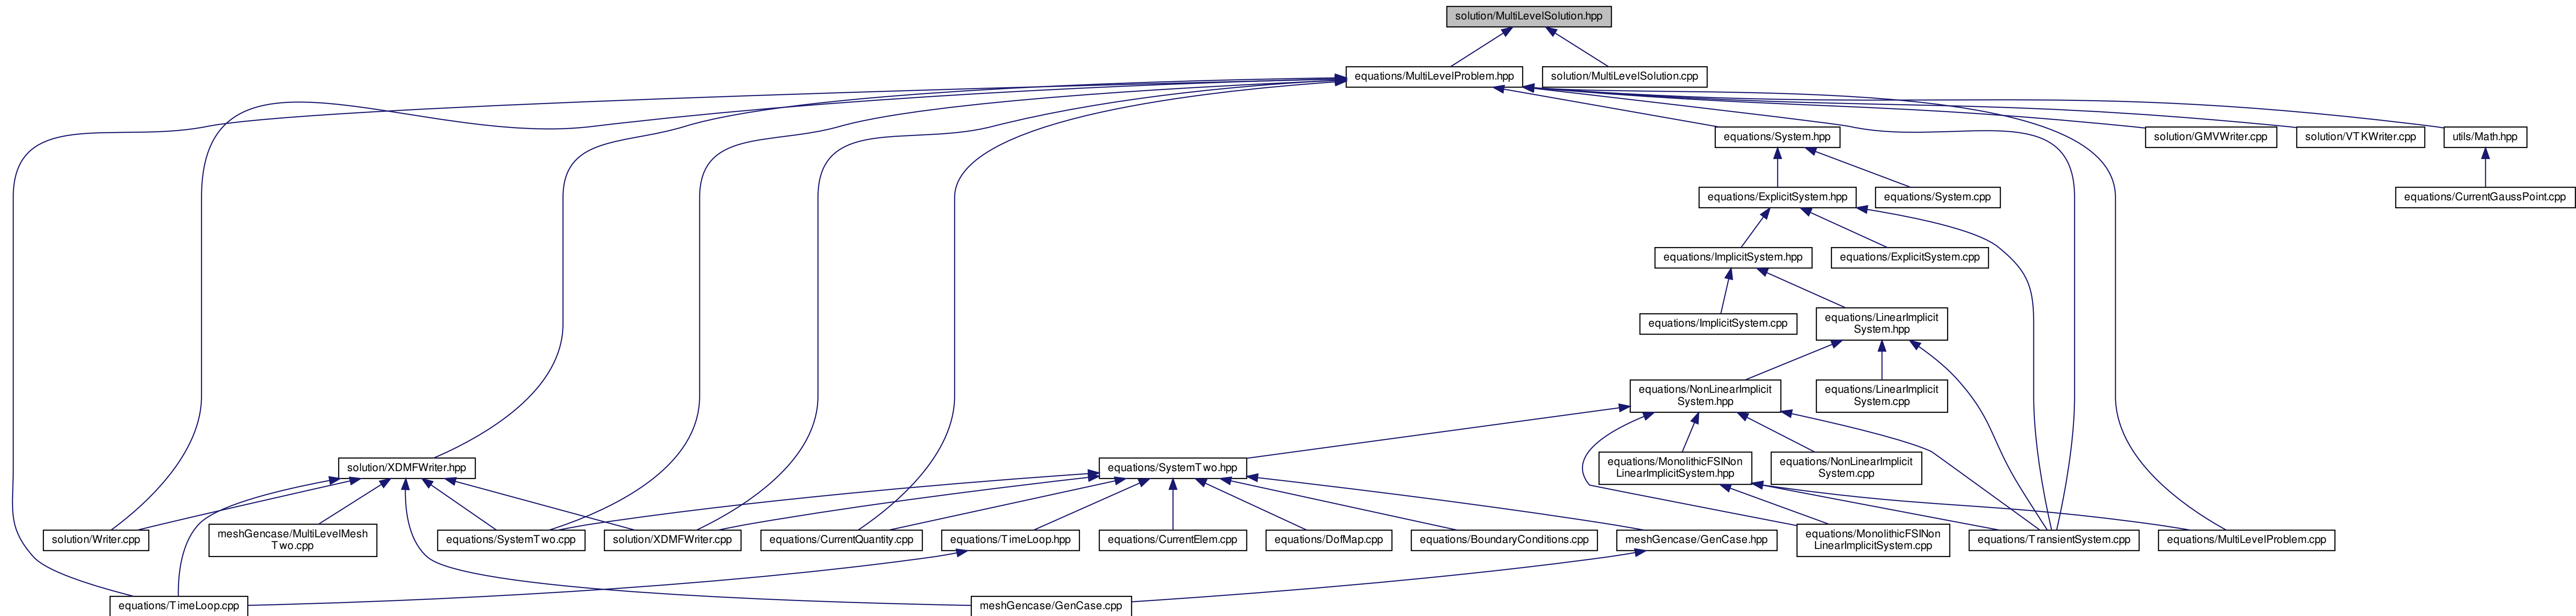 solution/MultiLevelSolution.hpp
equations/MultiLevelProblem.hpp
solution/MultiLevelSolution.cpp
equations/System.hpp
solution/GMVWriter.cpp
solution/VTKWriter.cpp
utils/Math.hpp
equations/ExplicitSystem.hpp
equations/System.cpp
equations/CurrentGaussPoint.cpp
equations/ImplicitSystem.hpp
equations/ExplicitSystem.cpp
equations/ImplicitSystem.cpp
equations/LinearImplicit
System.hpp
equations/NonLinearImplicit
System.hpp
equations/LinearImplicit
System.cpp
solution/XDMFWriter.hpp
equations/SystemTwo.hpp
equations/MonolithicFSINon
LinearImplicitSystem.hpp
equations/NonLinearImplicit
System.cpp
solution/Writer.cpp
meshGencase/MultiLevelMesh
Two.cpp
equations/SystemTwo.cpp
solution/XDMFWriter.cpp
equations/CurrentQuantity.cpp
equations/TimeLoop.hpp
equations/CurrentElem.cpp
equations/DofMap.cpp
equations/BoundaryConditions.cpp
meshGencase/GenCase.hpp
equations/MonolithicFSINon
LinearImplicitSystem.cpp
equations/TransientSystem.cpp
equations/MultiLevelProblem.cpp
equations/TimeLoop.cpp
meshGencase/GenCase.cpp